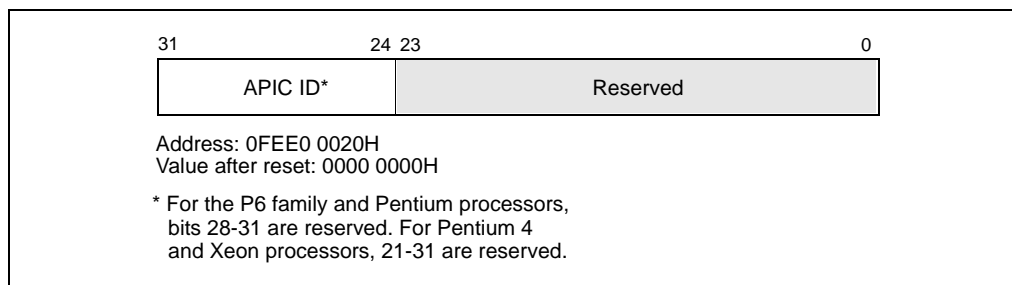 31 24 23 0
APIC ID* Reserved
Address: 0FEE0 0020H
Value after reset: 0000 0000H
* For the P6 family and Pentium processors,
bits 28-31 are reserved. For Pentium 4
and Xeon processors, 21-31 are reserved.